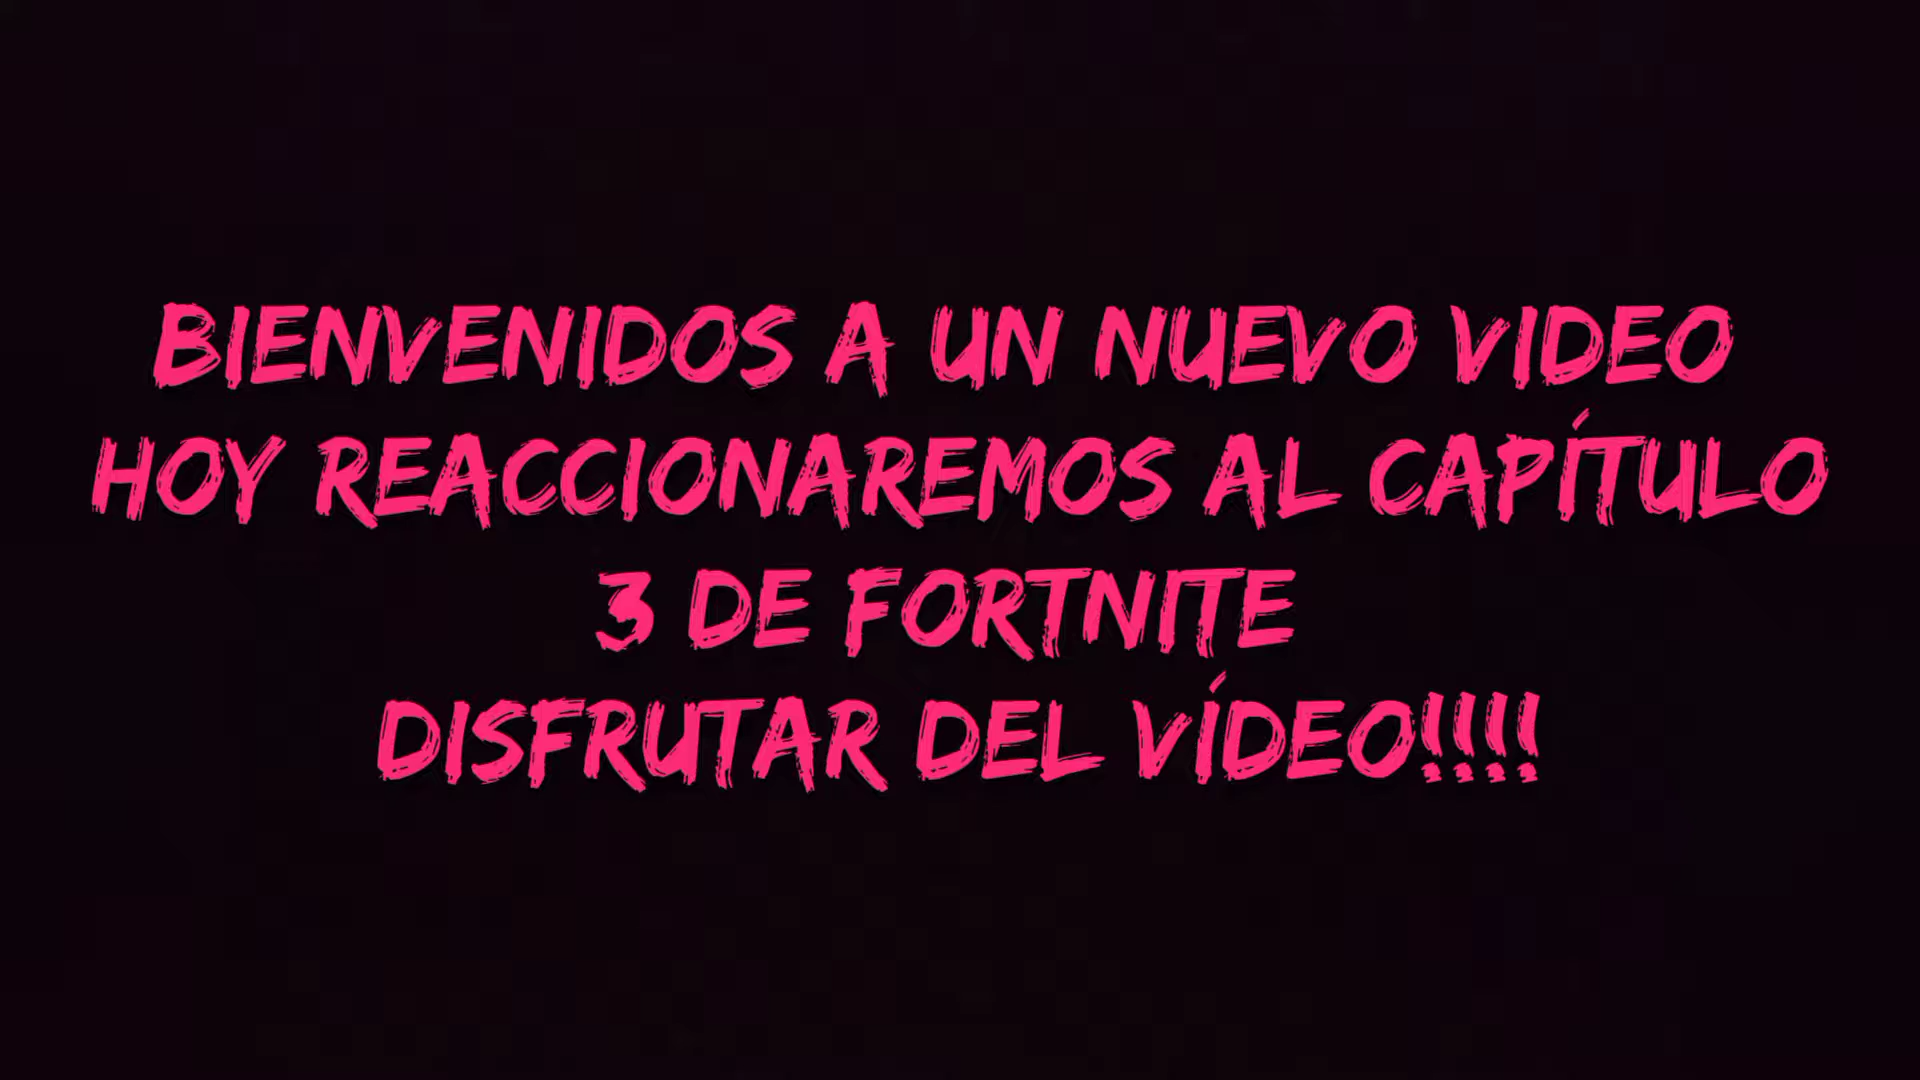 BIENVENIDOS A UN NUEVO VIDEO
HOY REACCIONAREMOS AL CAPÍTULO
3 DE FORTNITE
DISFRUTAR DEL VÍDEO!!!!